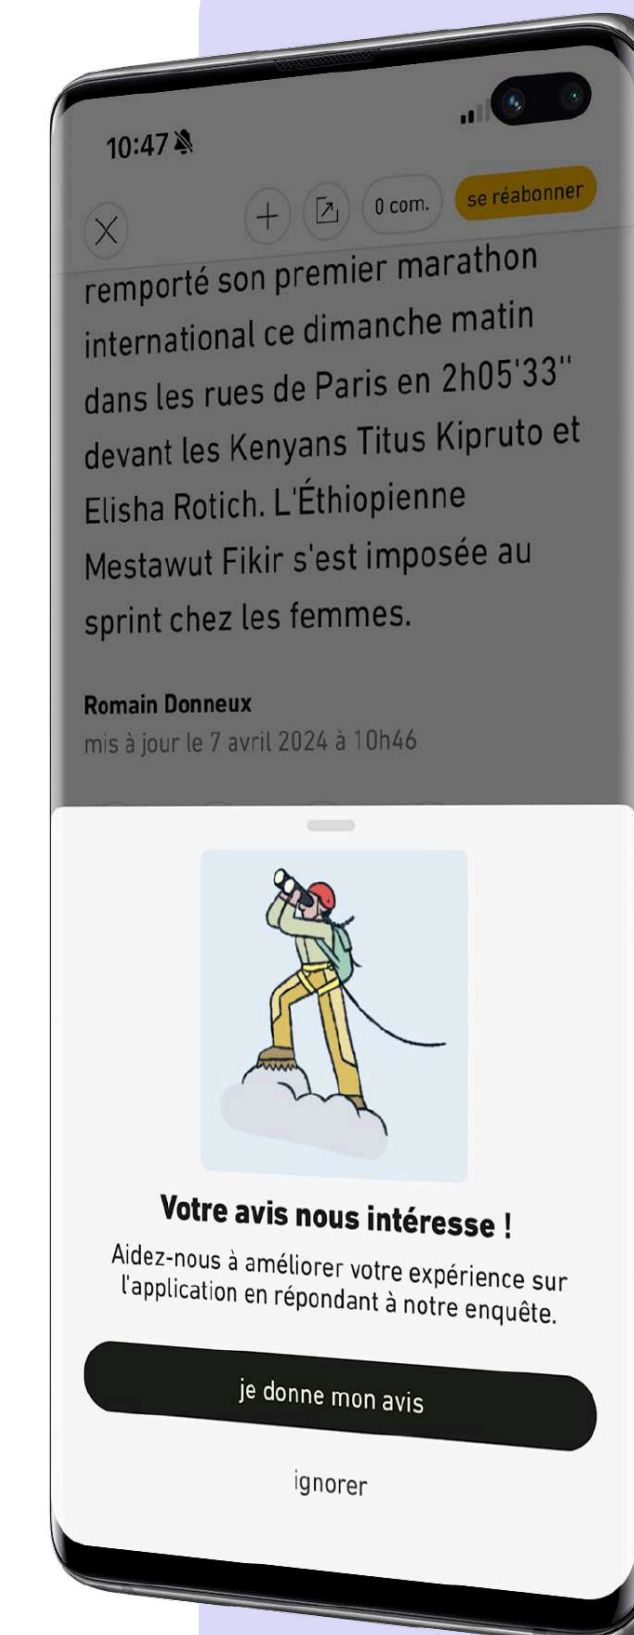 10:47
0 com.
se réabonner
remporté son premier marathon
international ce dimanche matin
dans les rues de Paris en 2h05'33''
devant les Kenyans Titus Kipruto et
Elisha Rotich. L'Éthiopienne
Mestawut Fikir s'est imposée au
sprint chez les femmes.
Romain Donneux
mis à jour le 7 avril 2024 à 10h46
Votre avis nous intéresse !
Aidez-nous à améliorer votre expérience sur
l'application en répondant à notre enquête.
je donne mon avis
ignorer